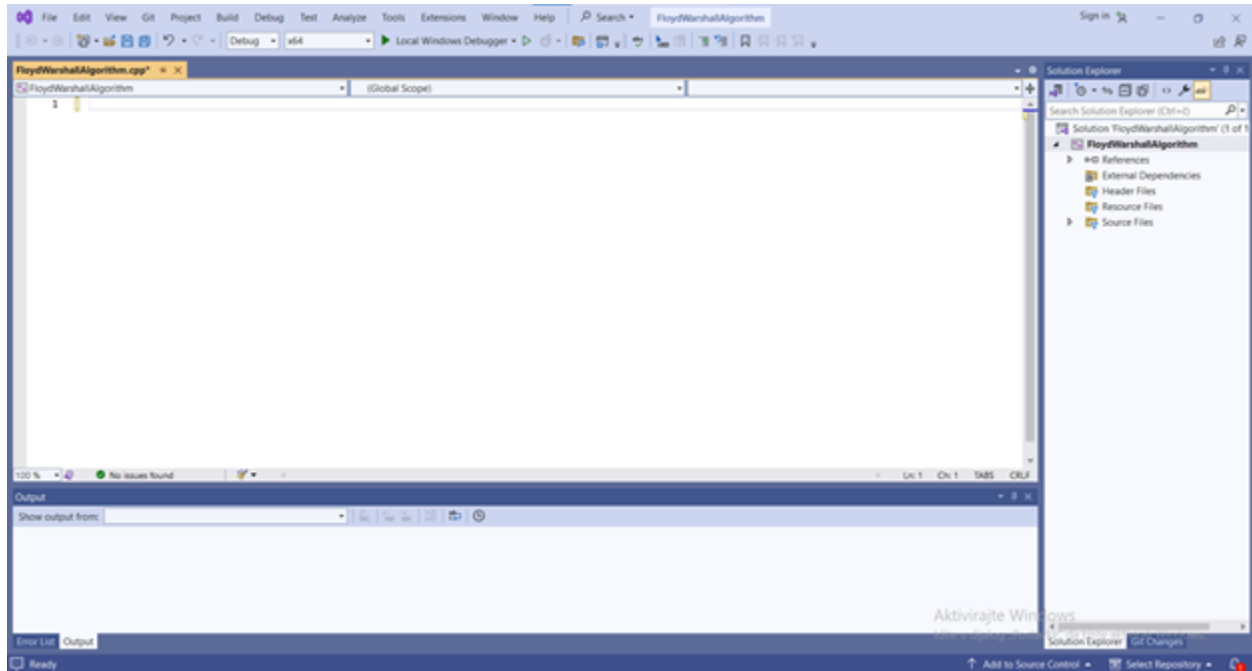 File Edit View Git Project Build Debug Test Analyze Tools Extensions Window Help Search FloydWarshallAlgorithm Sign in
Debug x64 Local Windows Debugger
FloydWarshallAlgorithm.cpp*
FloydWarshallAlgorithm (Global Scope)
1
100 % No issues found Ln: 1 Ch: 1 TABS CRLF
Output
Show output from:
Error List Output
Solution Explorer
Search Solution Explorer (Ctrl+č)
Solution 'FloydWarshallAlgorithm' (1 of 1
FloydWarshallAlgorithm
References
External Dependencies
Header Files
Resource Files
Source Files
Aktivirajte Windows
Solution Explorer Git Changes
Ready Add to Source Control Select Repository